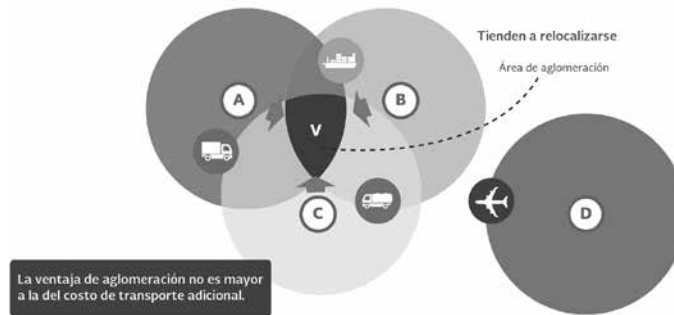 Tienden a relocalizarse
Área de aglomeración
A
B
V
C
D
La ventaja de aglomeración no es mayor
a la del costo de transporte adicional.